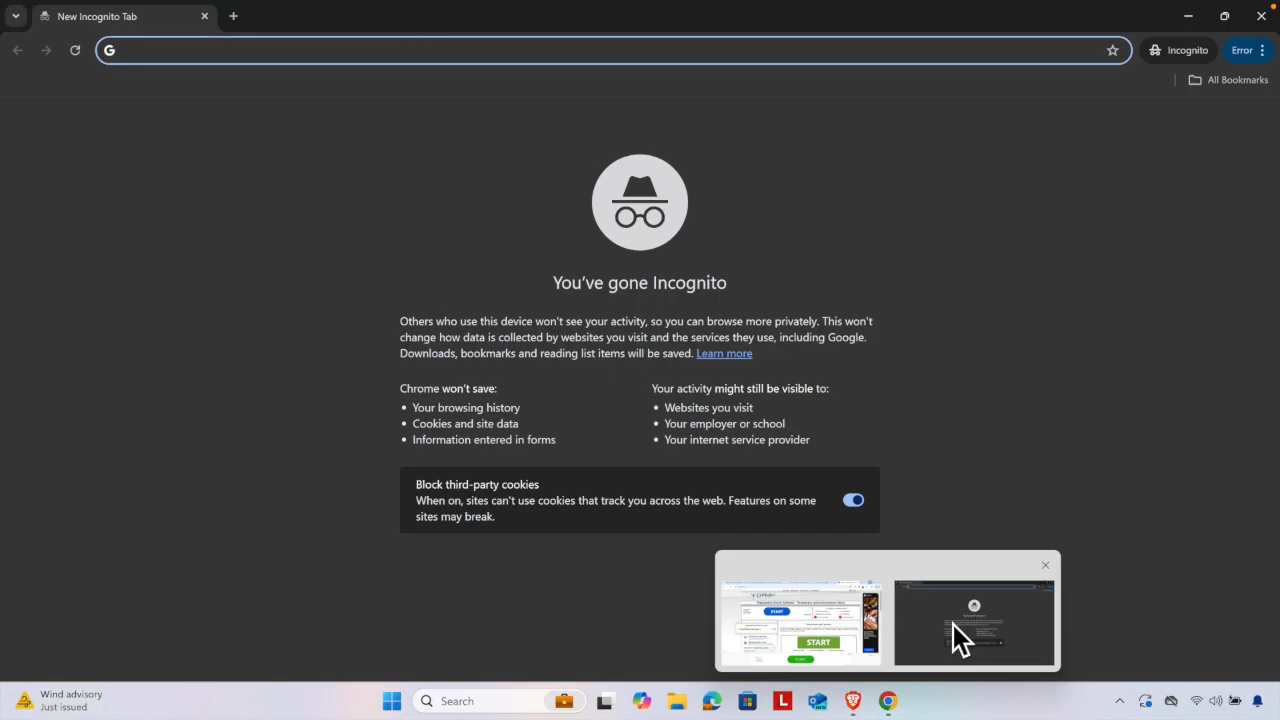 New Incognito Tab
Incognito
Error
All Bookmarks
You've gone Incognito
Others who use this device won't see your activity, so you can browse more privately. This won't
change how data is collected by websites you visit and the services they use, including Google.
Downloads, bookmarks and reading list items will be saved. Learn more
Chrome won't save:
• Your browsing history
• Cookies and site data
• Information entered in forms
Your activity might still be visible to:
• Websites you visit
• Your employer or school
• Your internet service provider
Block third-party cookies
When on, sites can't use cookies that track you across the web. Features on some
sites may break.
START
START
START
Wind advisory
Just issued
Search
L